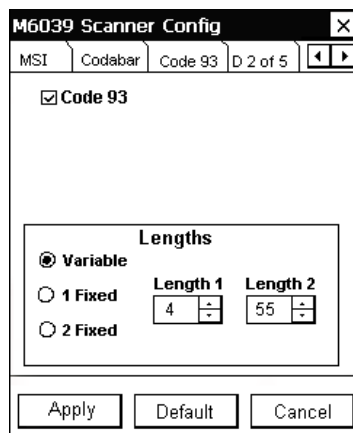 M6039 Scanner Config
MSI Codabar Code 93 D 2 of 5
Code 93
Lengths
Variable
Length 1 Length 2
1 Fixed
4 55
2 Fixed
Apply Default Cancel